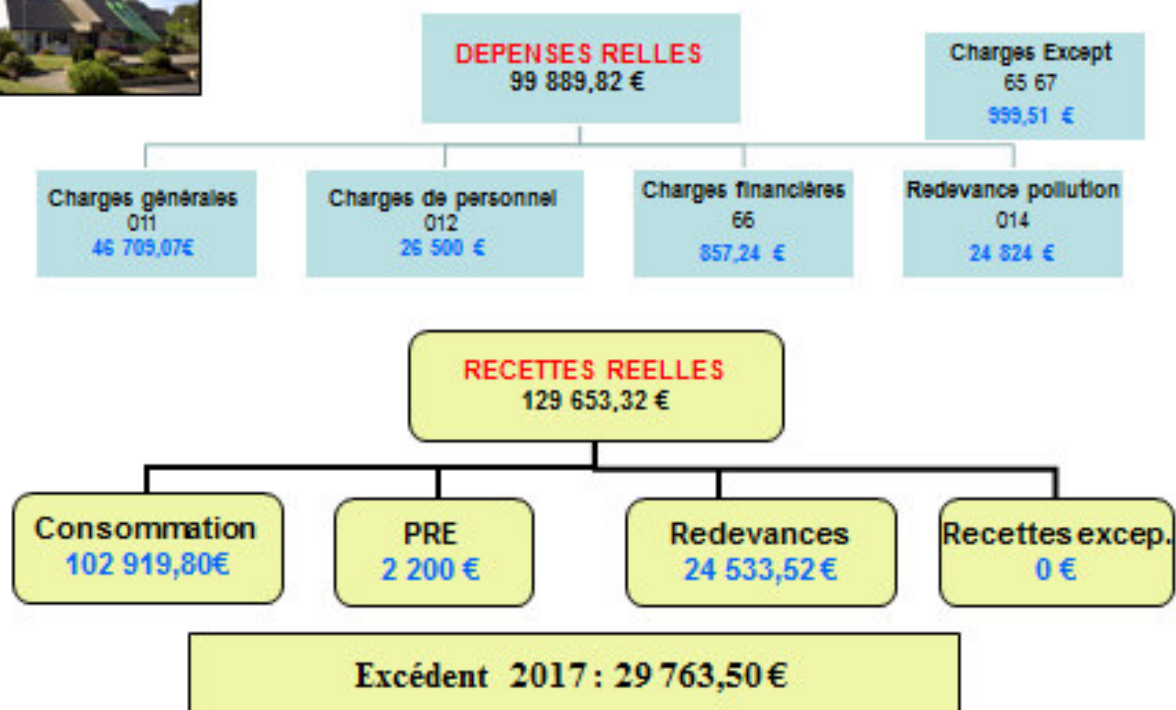 DEPENSES RELLES
99 889,82 €
Charges Except
65 67
999,51 €
Charges générales
011
46 709,07€
Charges de personnel
012
26 500 €
Charges financières
66
857,24 €
Redevance pollution
014
24 824 €
RECETTES REELLES
129 653,32 €
Consommation
102 919,80€
PRE
2 200 €
Redevances
24 533,52 €
Recettes excep.
0 €
Excédent 2017 : 29 763,50 €